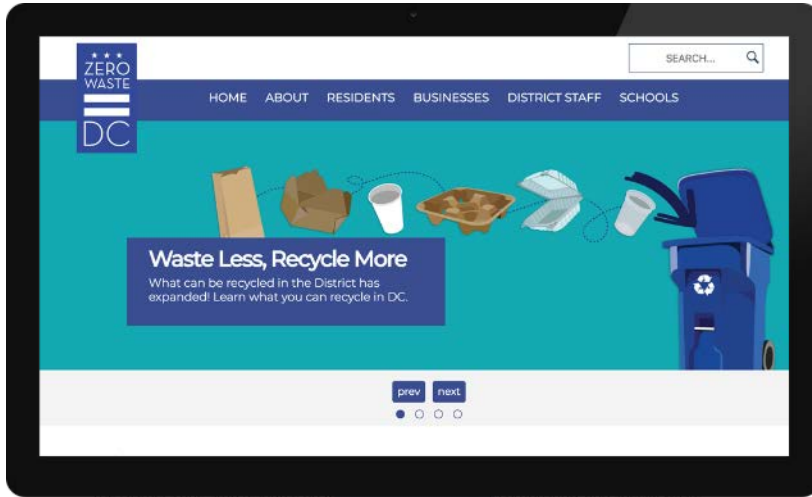 ZERO
WASTE
DC
SEARCH...
HOME ABOUT RESIDENTS BUSINESSES DISTRICT STAFF SCHOOLS
Waste Less, Recycle More
What can be recycled in the District has
expanded! Learn what you can recycle in DC.
prev next